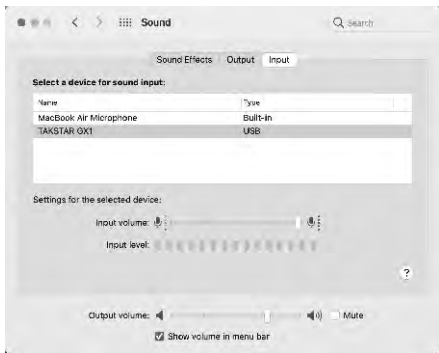 Sound
Search
Sound Effects Output Input
Select a device for sound input:
Name Type
MacBook Air Microphone Built-in
TAKSTAR GX1 USB
Settings for the selected device:
Input volume:
Input level:
?
Output volume: Mute
Show volume in menu bar